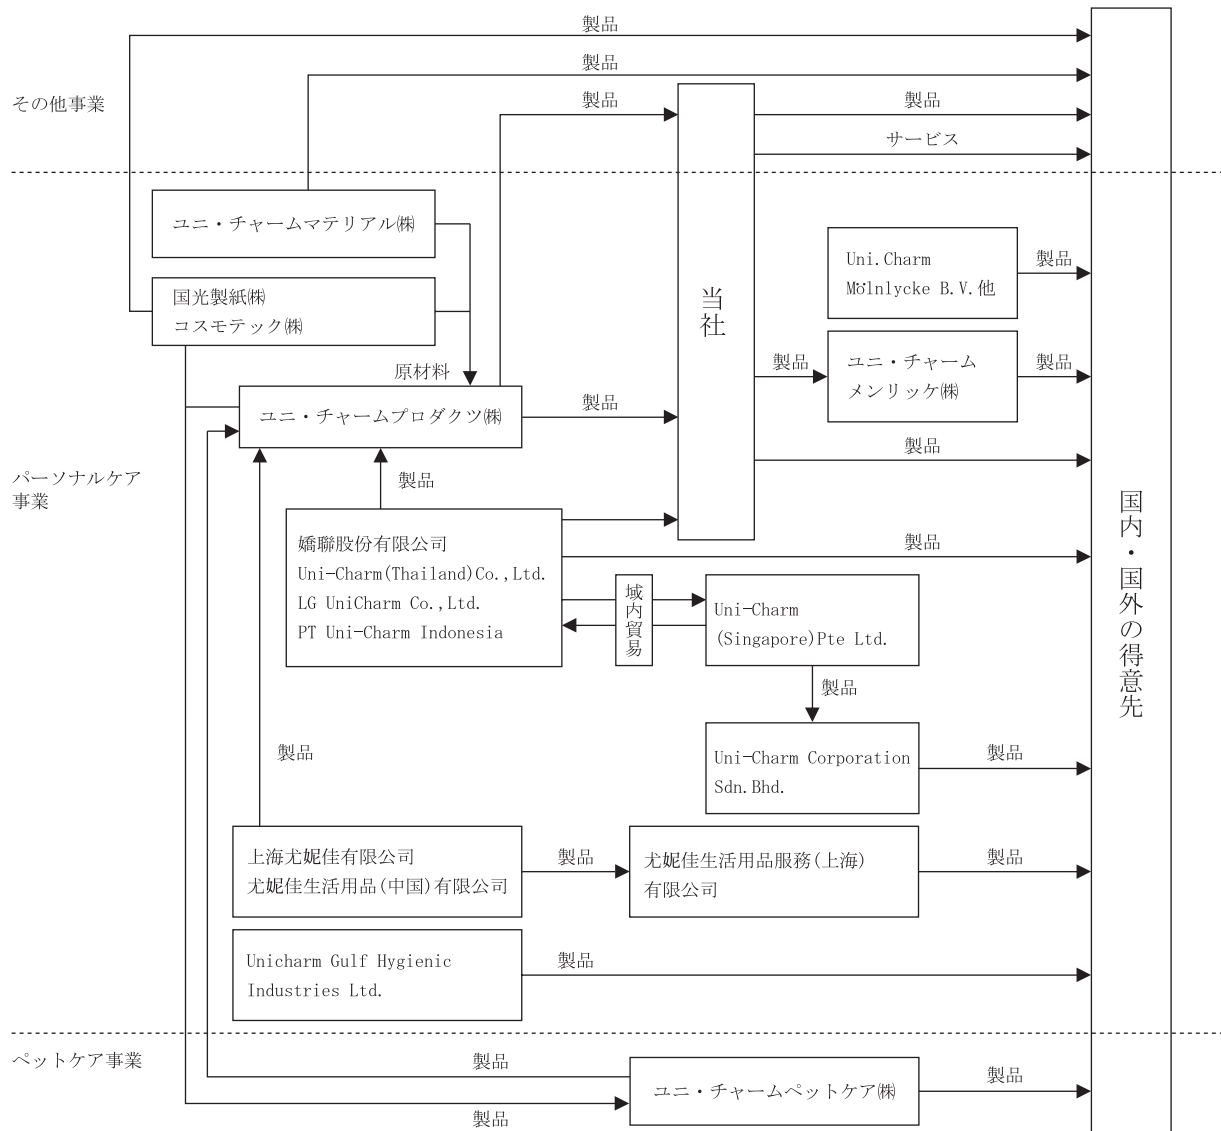 製品
製品
その他事業
製品
製品
サービス
ユニ・チャームマテリアル㈱
国光製紙㈱
コスモテック㈱
当社
Uni.Charm
Mölnlycke B.V.他
製品
原材料
製品
ユニ・チャーム
メンリッケ㈱
製品
ユニ・チャームプロダクツ㈱
製品
製品
パーソナルケア
事業
製品
嬌聯股份有限公司
Uni-Charm(Thailand)Co.,Ltd.
LG UniCharm Co.,Ltd.
PT Uni-Charm Indonesia
製品
域内貿易
Uni-Charm
(Singapore)Pte Ltd.
国内・国外の得意先
製品
製品
Uni-Charm Corporation
Sdn.Bhd.
製品
上海尤妮佳有限公司
尤妮佳生活用品(中国)有限公司
製品
尤妮佳生活用品服務(上海)
有限公司
製品
Unicharm Gulf Hygienic
Industries Ltd.
製品
ペットケア事業
製品
ユニ・チャームペットケア㈱
製品
製品